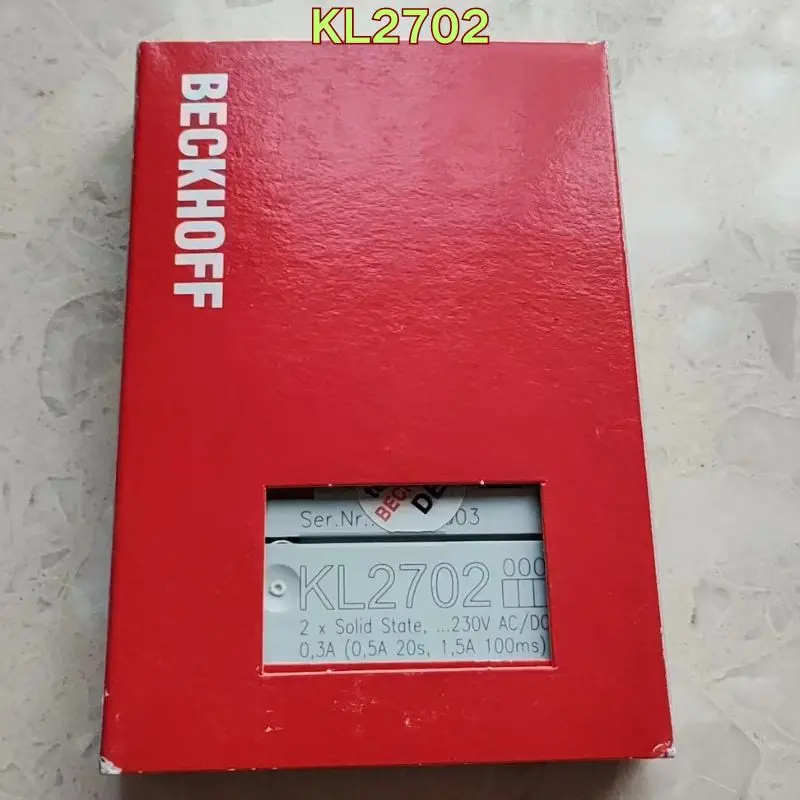 KL2702
BECKHOFF
Ser.Nr.:
KL2702
000
2 x Solid State, ...230V AC/DC
0,3A (0,5A 20s, 1,5A 100ms)